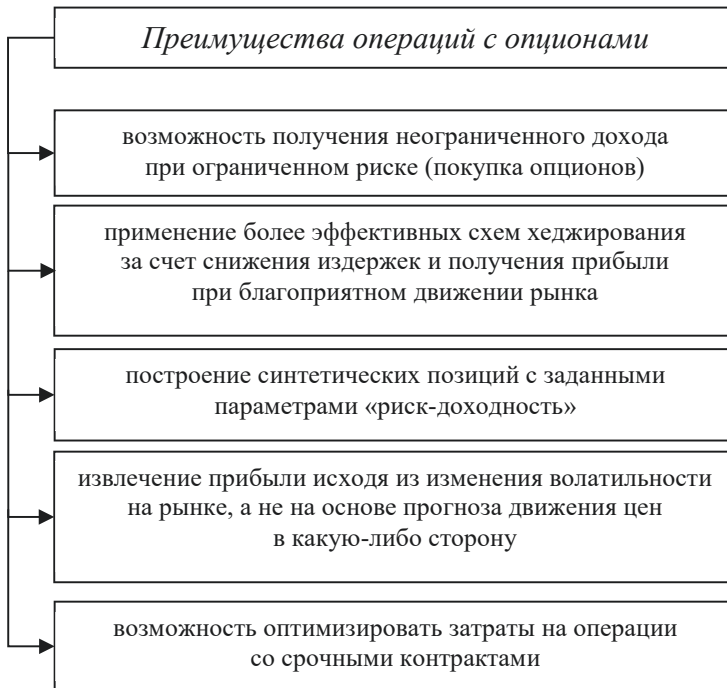 Преимущества операций с опционами
возможность получения неограниченного дохода
при ограниченном риске (покупка опционов)
применение более эффективных схем хеджирования
за счет снижения издержек и получения прибыли
при благоприятном движении рынка
построение синтетических позиций с заданными
параметрами «риск-доходность»
извлечение прибыли исходя из изменения волатильности
на рынке, а не на основе прогноза движения цен
в какую-либо сторону
возможность оптимизировать затраты на операции
со срочными контрактами